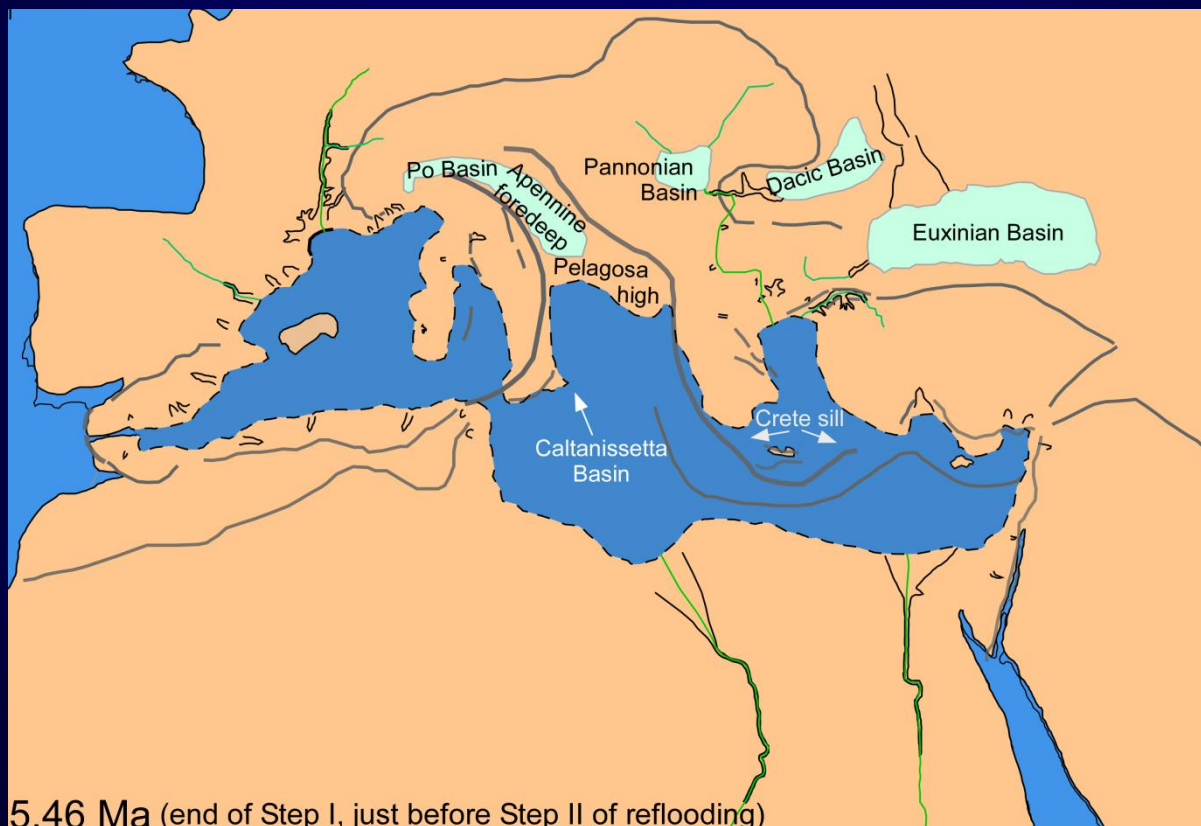 Po Basin
Apennine
foredeep
Pannonian
Basin
Dacic Basin
Euxinian Basin
Pelagosa
high
Crete sill
Caltanissetta
Basin
5.46 Ma (end of Step I, just before Step II of reflooding)